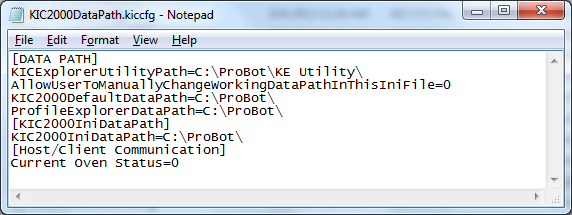 KIC2000DataPath.kiccfg - Notepad
File Edit Format View Help
[DATA PATH]
KICExplorerUtilityPath=C:\ProBot\KE Utility\
AllowUserToManuallyChangeWorkingDataPathInThisIniFile=0
KIC2000DefaultDataPath=C:\ProBot\
ProfileExplorerDataPath=C:\ProBot\
[KIC2000IniDataPath]
KIC2000IniDataPath=C:\ProBot\
[Host/Client Communication]
Current Oven Status=0